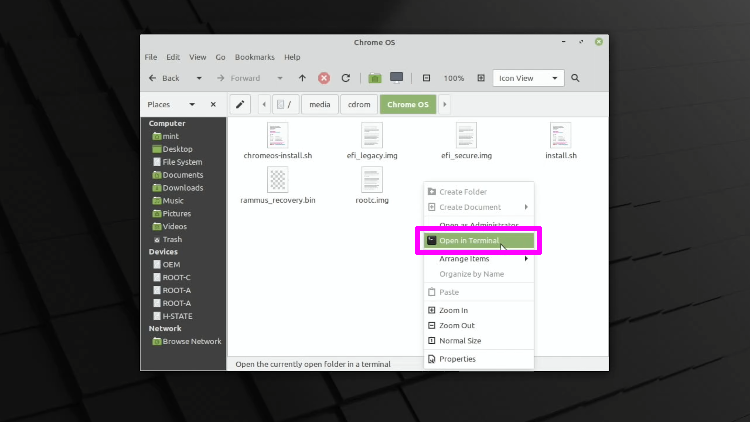 Chrome OS
File Edit View Go Bookmarks Help
Back Forward 100% Icon View
Places / media cdrom Chrome OS
Computer
mint
Desktop
File System
Documents
Downloads
Music
Pictures
Videos
Trash
Devices
OEM
ROOT-C
ROOT-A
ROOT-A
H-STATE
Network
Browse Network
chromeos-install.sh efi_legacy.img efi_secure.img install.sh
rammus_recovery.bin rootc.img
Create Folder
Create Document
Open as Administrator
Open in Terminal
Arrange Items
Organize by Name
Paste
Zoom In
Zoom Out
Normal Size
Properties
Open the currently open folder in a terminal